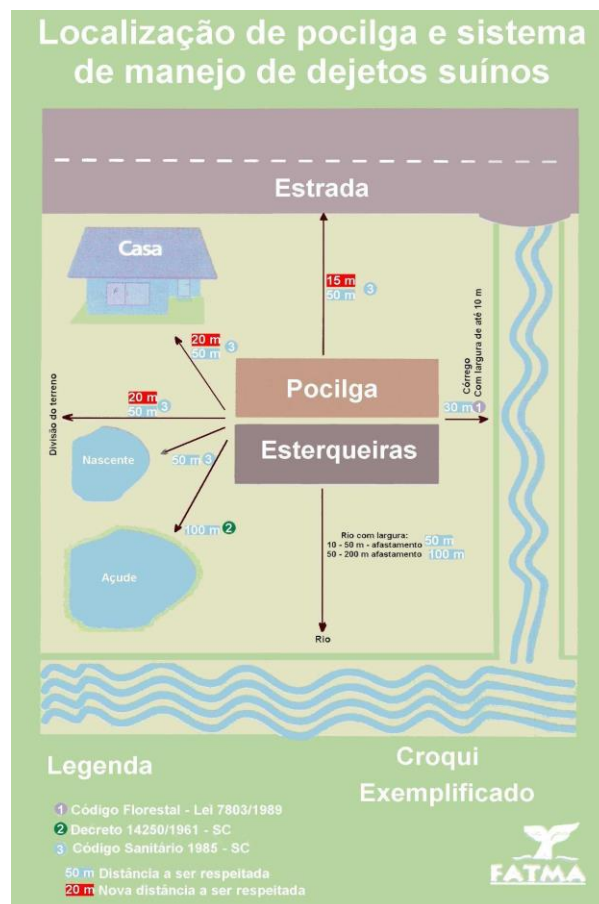 Localização de pocilga e sistema
de manejo de dejetos suínos
Estrada
Casa
15 m
50 m 3
20 m
50 m 3
Pocilga
Esterqueiras
20 m
50 m 3
Divisão do terreno
Nascente
50 m 3
100 m 2
Açude
Córrego
Com largura de até 10 m
30 m 1
Rio com largura:
10 - 50 m - afastamento 50 m
50 - 200 m afastamento 100 m
Rio
Legenda
1 Código Florestal - Lei 7803/1989
2 Decreto 14250/1961 - SC
3 Código Sanitário 1985 - SC
50 m Distância a ser respeitada
20 m Nova distância a ser respeitada
Croqui
Exemplificado
FATMA